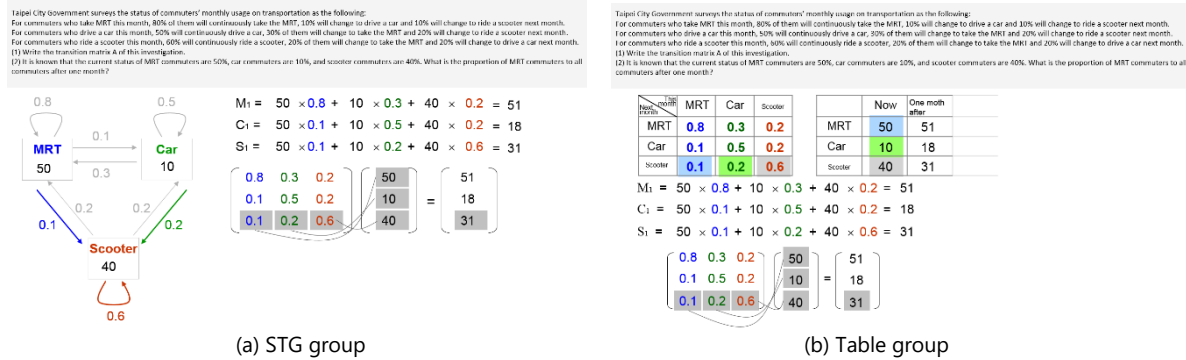 Taipei City Government surveys the status of commuters' monthly usage on transportation as the following:
For commuters who take MRT this month, 80% of them will continuously take the MRT, 10% will change to drive a car and 10% will change to ride a scooter next month.
For commuters who drive a car this month, 50% will continuously drive a car, 30% of them will change to take the MRT and 20% will change to ride a scooter next month.
For commuters who ride a scooter this month, 60% will continuously ride a scooter, 20% of them will change to take the MRT and 20% will change to drive a car next month.
(1) Write the transition matrix A of this investigation.
(2) It is known that the current status of MRT commuters are 50%, car commuters are 10%, and scooter commuters are 40%. What is the proportion of MRT commuters to all
commuters after one month?
0.8 0.5
0.1
MRT Car
50 10
0.3
0.2 0.2
0.1 0.2
Scooter
40
0.6
M₁ = 50 × 0.8 + 10 × 0.3 + 40 × 0.2 = 51
C₁ = 50 × 0.1 + 10 × 0.5 + 40 × 0.2 = 18
S₁ = 50 × 0.1 + 10 × 0.2 + 40 × 0.6 = 31
0.8 0.3 0.2 50 51
0.1 0.5 0.2 10 = 18
0.1 0.2 0.6 40 31
(a) STG group
Taipei City Government surveys the status of commuters' monthly usage on transportation as the following:
For commuters who take MRT this month, 80% of them will continuously take the MRT, 10% will change to drive a car and 10% will change to ride a scooter next month.
For commuters who drive a car this month, 50% will continuously drive a car, 30% of them will change to take the MRT and 20% will change to ride a scooter next month.
For commuters who ride a scooter this month, 60% will continuously ride a scooter, 20% of them will change to take the MRT and 20% will change to drive a car next month.
(1) Write the transition matrix A of this investigation.
(2) It is known that the current status of MRT commuters are 50%, car commuters are 10%, and scooter commuters are 40%. What is the proportion of MRT commuters to all
commuters after one month?
This month Next month MRT Car Scooter
MRT 0.8 0.3 0.2
Car 0.1 0.5 0.2
Scooter 0.1 0.2 0.6
Now One moth after
MRT 50 51
Car 10 18
Scooter 40 31
M₁ = 50 × 0.8 + 10 × 0.3 + 40 × 0.2 = 51
C₁ = 50 × 0.1 + 10 × 0.5 + 40 × 0.2 = 18
S₁ = 50 × 0.1 + 10 × 0.2 + 40 × 0.6 = 31
0.8 0.3 0.2 50 51
0.1 0.5 0.2 10 = 18
0.1 0.2 0.6 40 31
(b) Table group